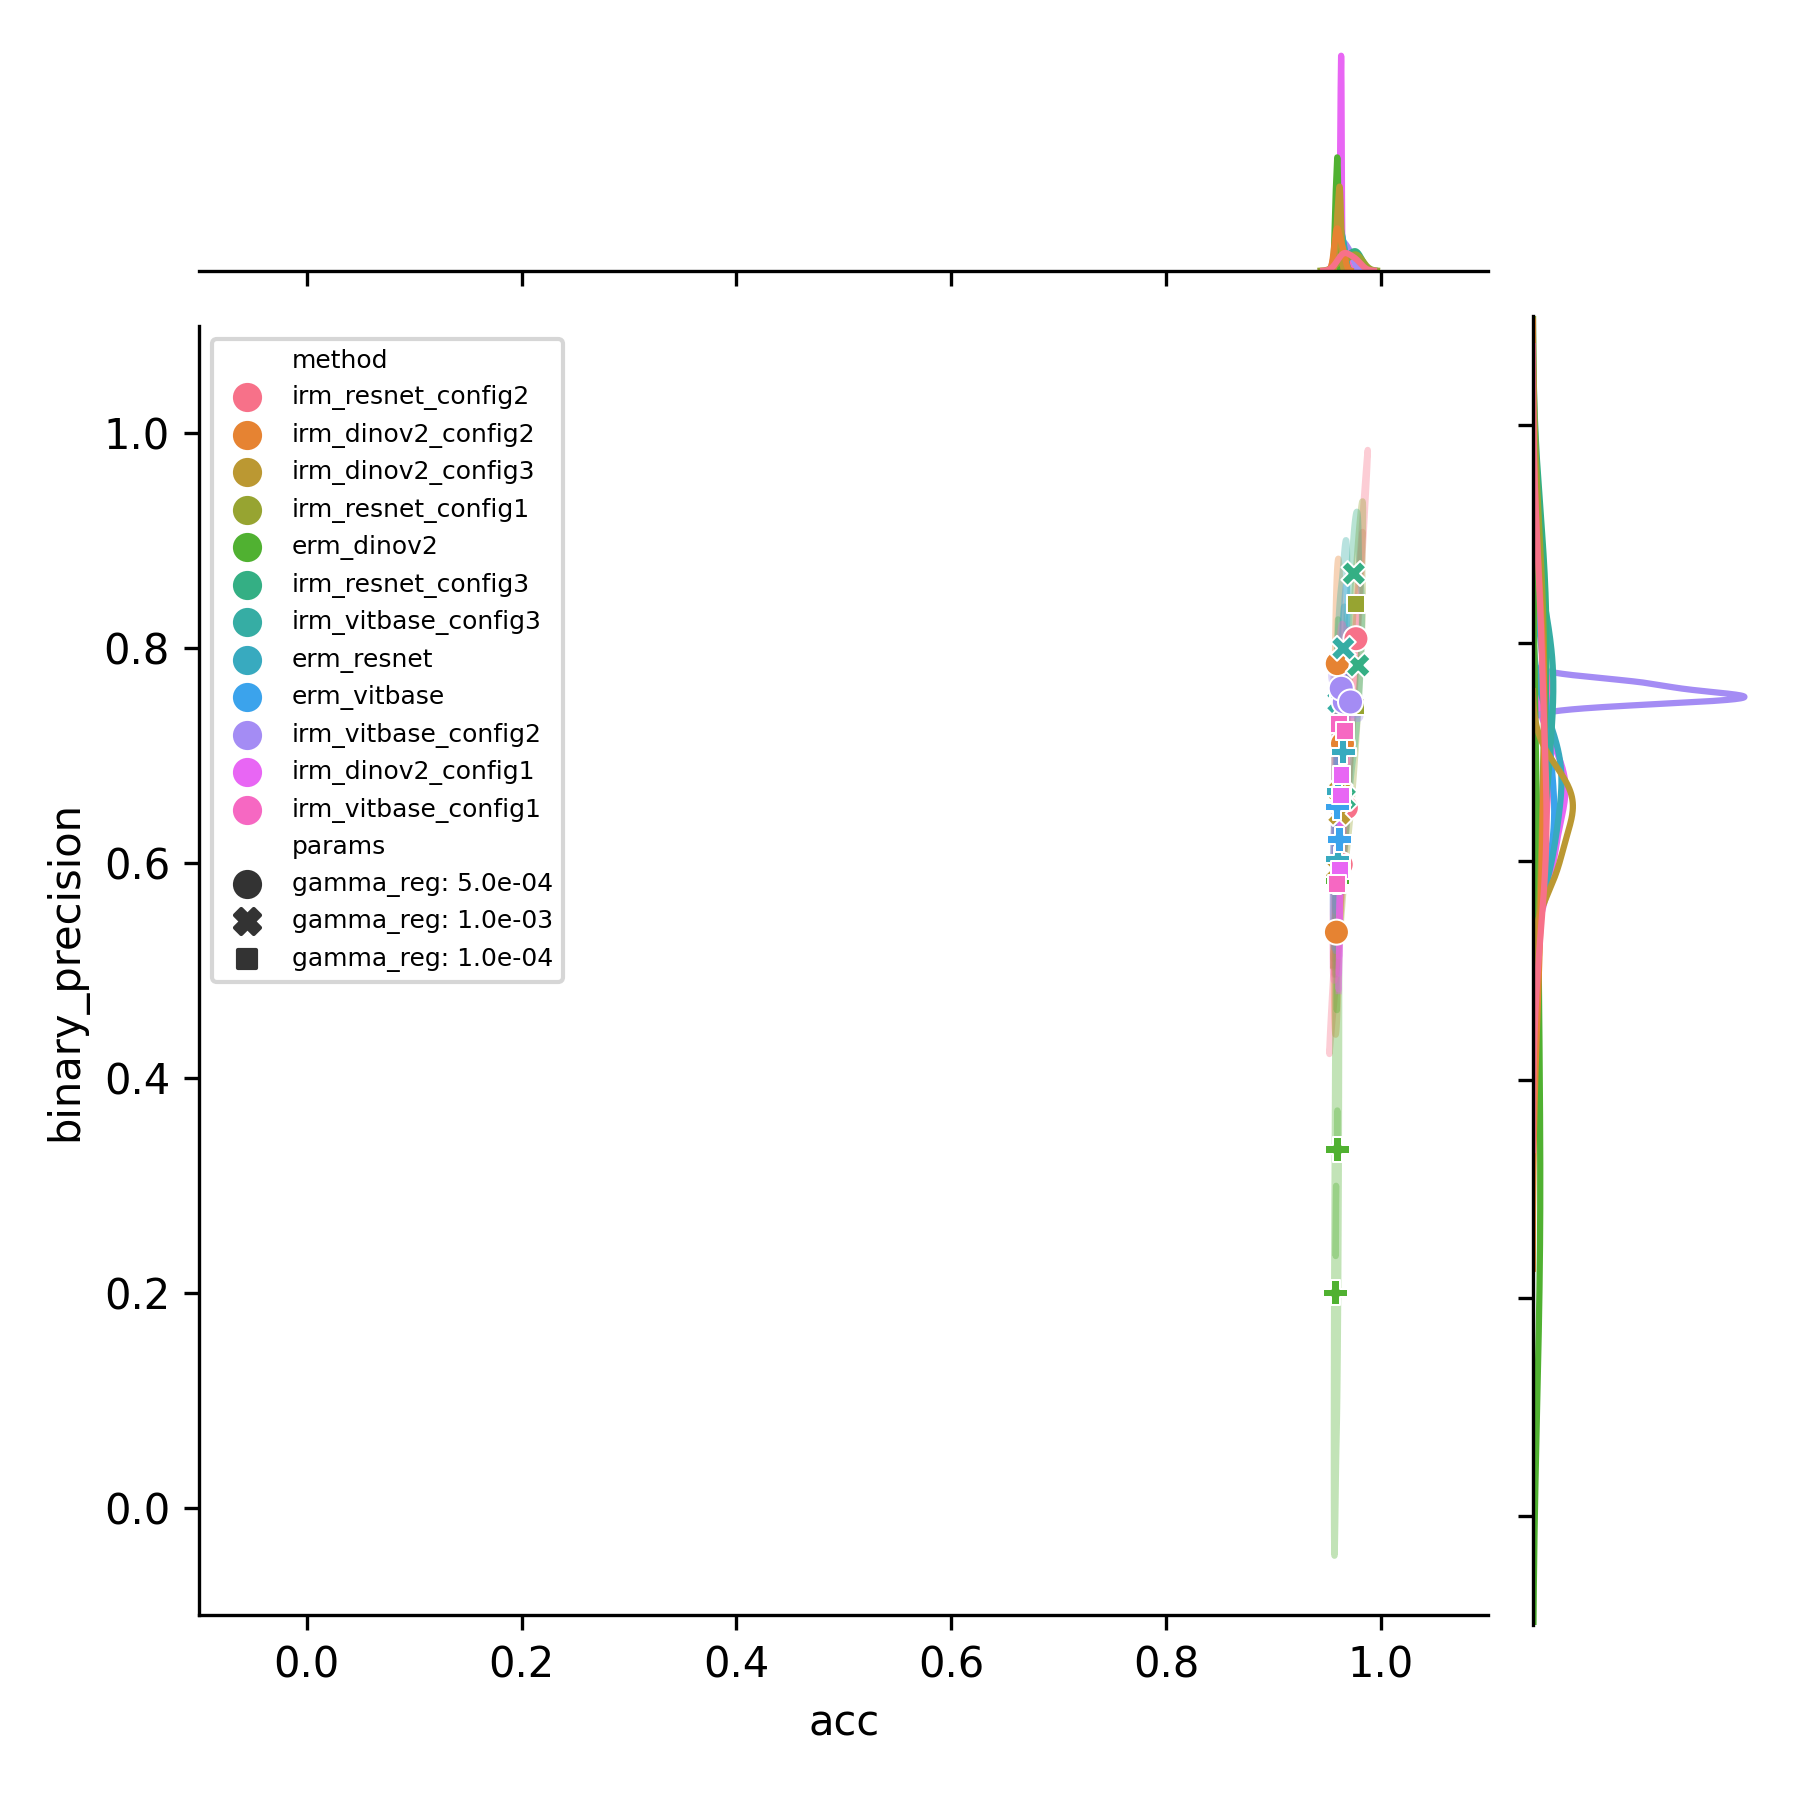 method
irm_resnet_config2
irm_dinov2_config2
irm_dinov2_config3
irm_resnet_config1
erm_dinov2
irm_resnet_config3
irm_vitbase_config3
erm_resnet
erm_vitbase
irm_vitbase_config2
irm_dinov2_config1
irm_vitbase_config1
params
gamma_reg: 5.0e-04
gamma_reg: 1.0e-03
gamma_reg: 1.0e-04
binary_precision
1.0
0.8
0.6
0.4
0.2
0.0
0.0 0.2 0.4 0.6 0.8 1.0
acc